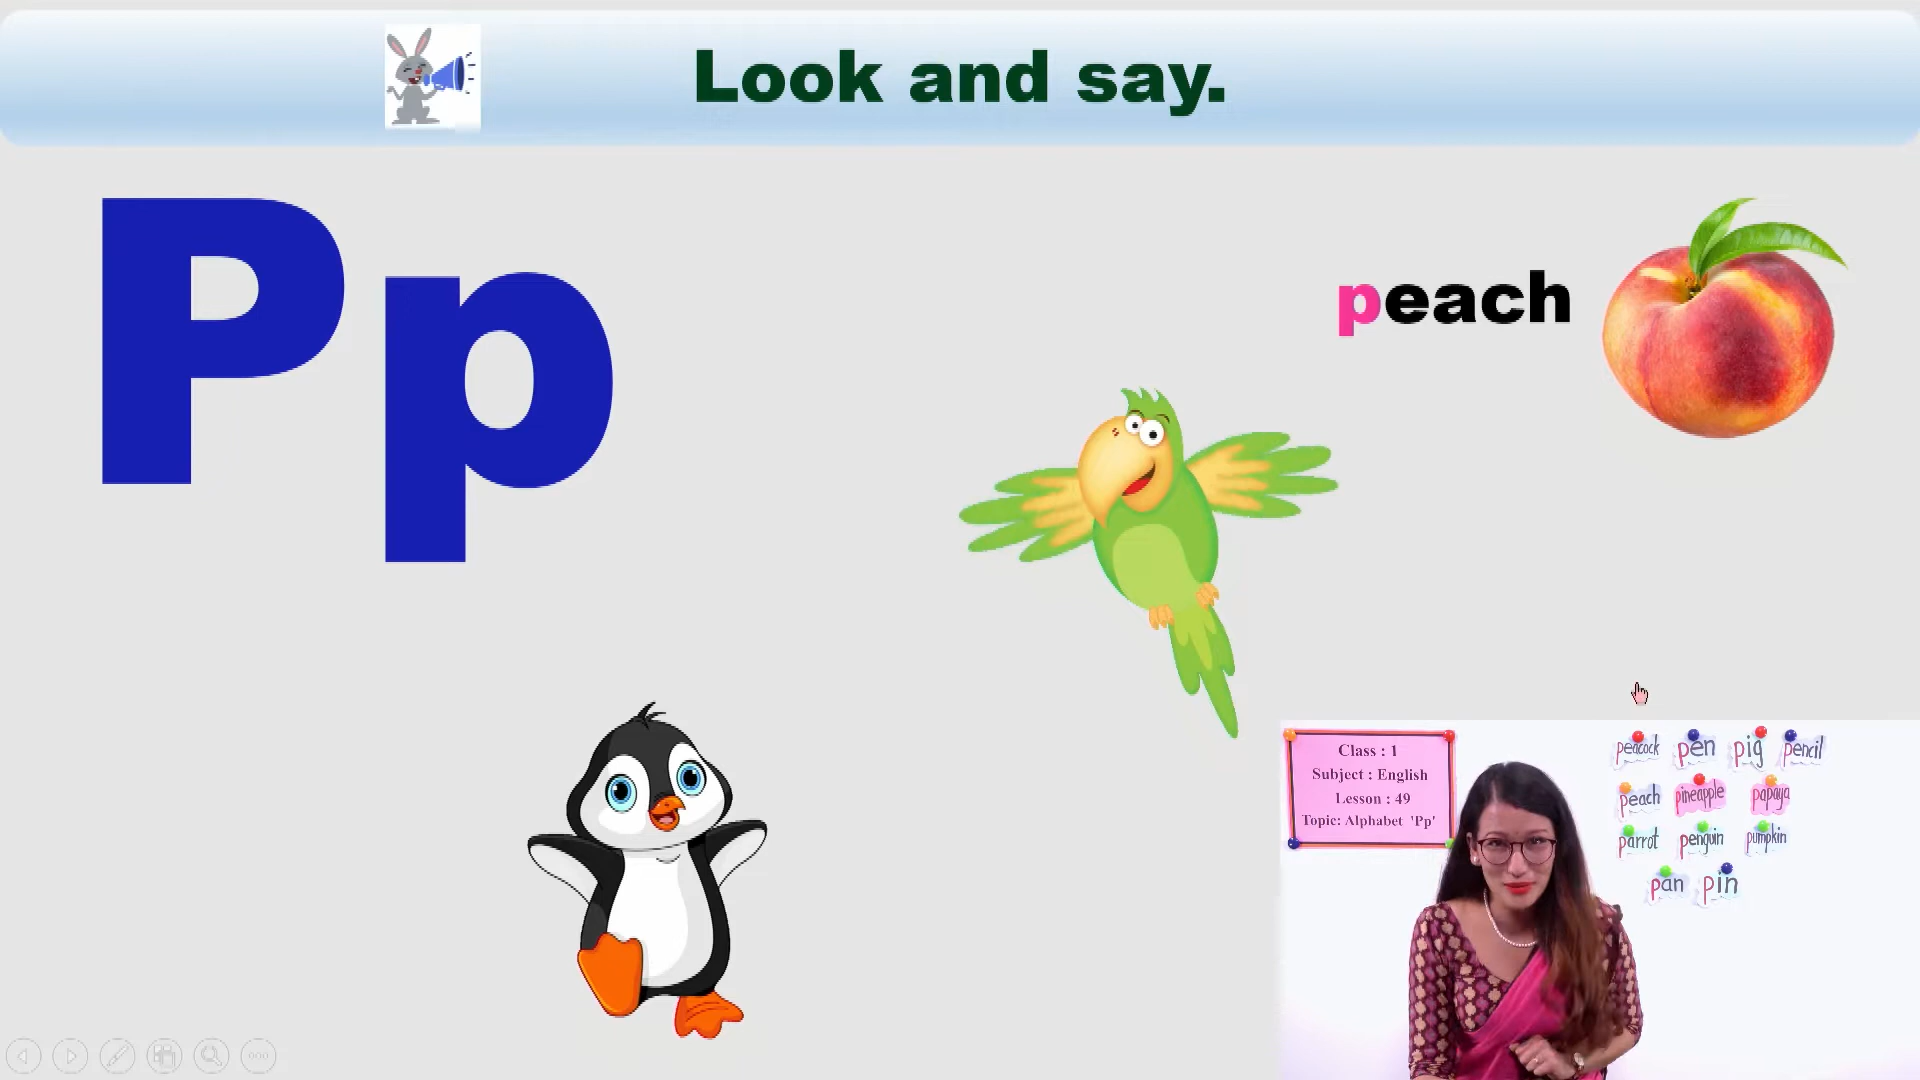 Look and say.
Pp
peach
Class : 1
Subject : English
Lesson : 49
Topic: Alphabet 'Pp'
peacock pen pig pencil
peach pineapple papaya
parrot penguin pumpkin
pan pin